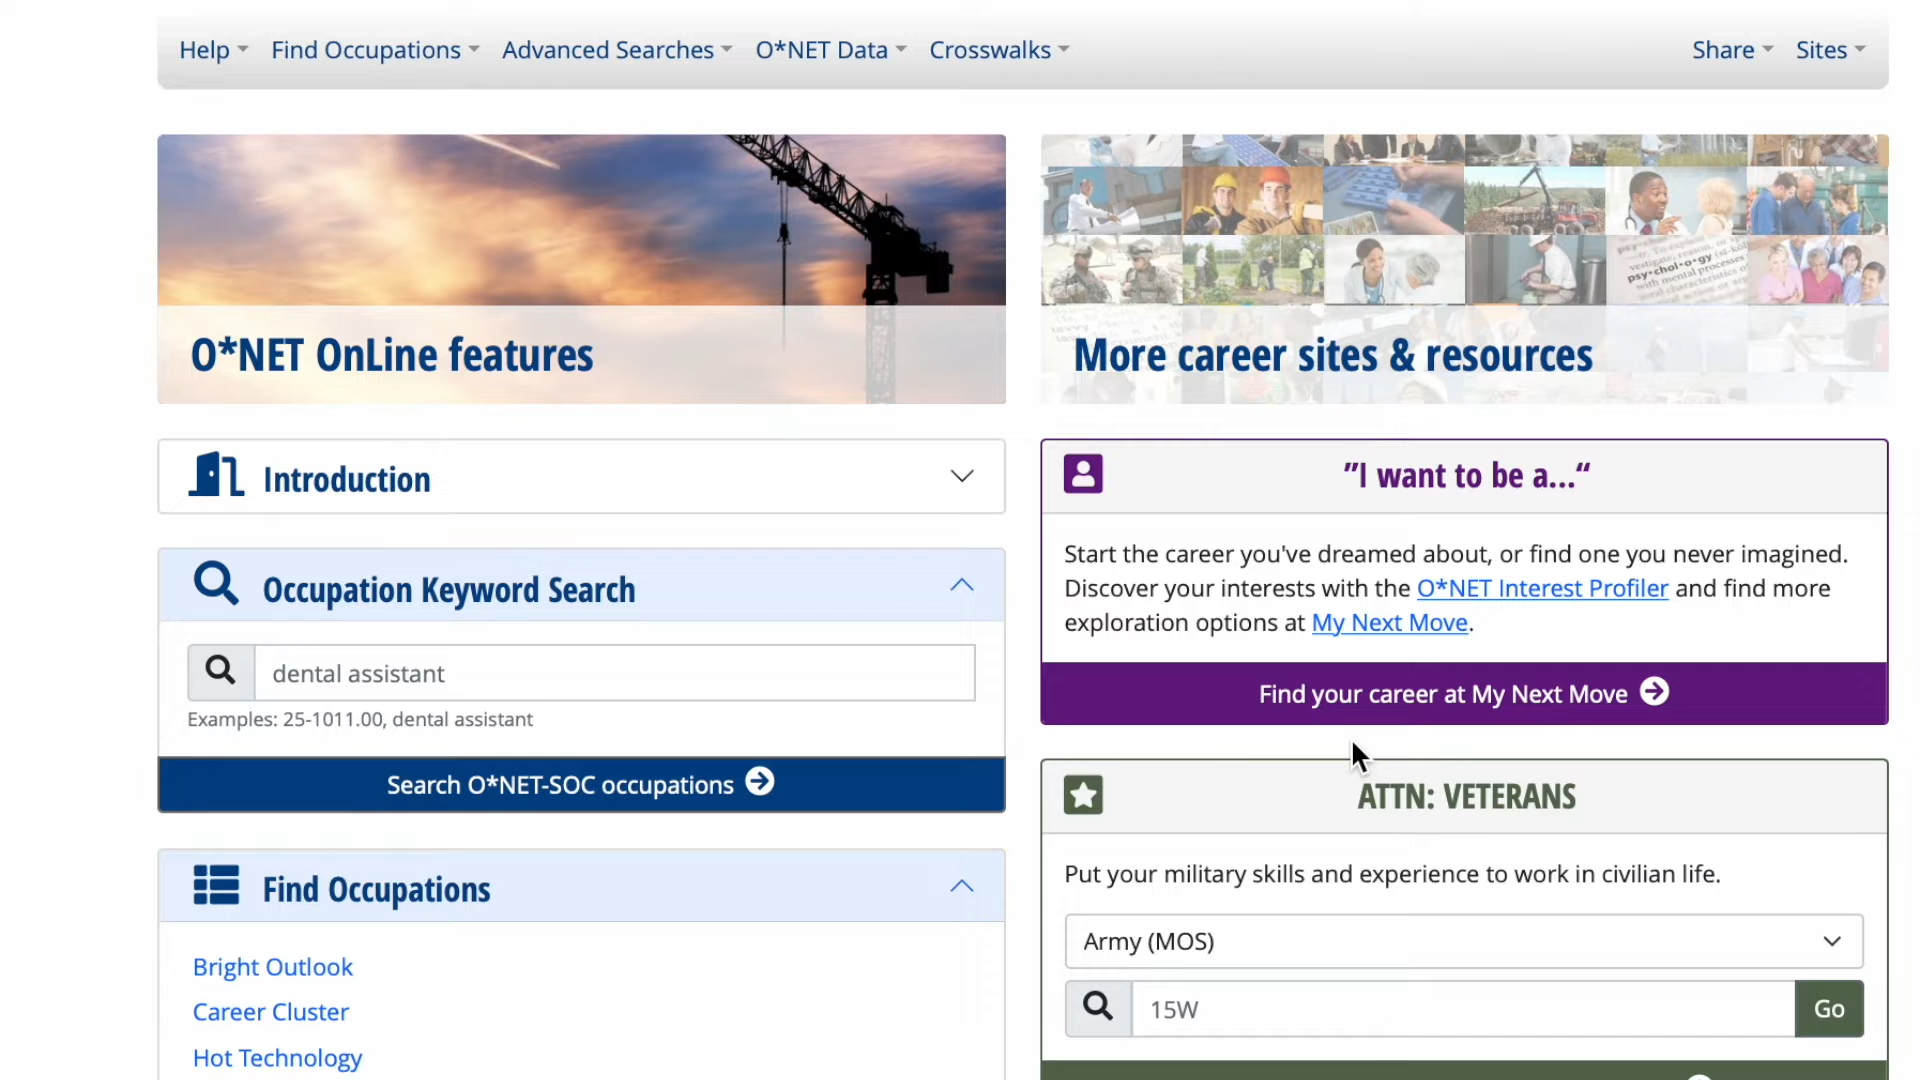 Help Find Occupations Advanced Searches O*NET Data Crosswalks Share Sites
O*NET OnLine features
Introduction
Occupation Keyword Search
dental assistant
Examples: 25-1011.00, dental assistant
Search O*NET-SOC occupations
Find Occupations
Bright Outlook
Career Cluster
Hot Technology
psy•chol•o•gy
More career sites & resources
”I want to be a...“
Start the career you've dreamed about, or find one you never imagined.
Discover your interests with the O*NET Interest Profiler and find more
exploration options at My Next Move.
Find your career at My Next Move
ATTN: VETERANS
Put your military skills and experience to work in civilian life.
Army (MOS)
15W Go